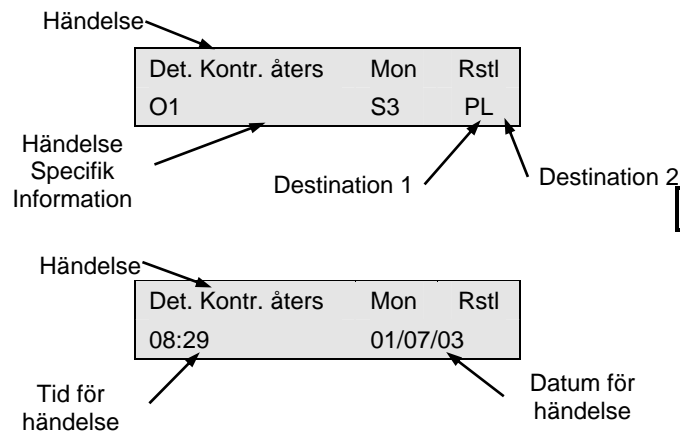 Händelse
Det. Kontr. åters Mon Rstl
O1 S3 PL
Händelse
Specifik
Information
Destination 1
Destination 2
Händelse
Det. Kontr. åters Mon Rstl
08:29 01/07/03
Tid för
händelse
Datum för
händelse